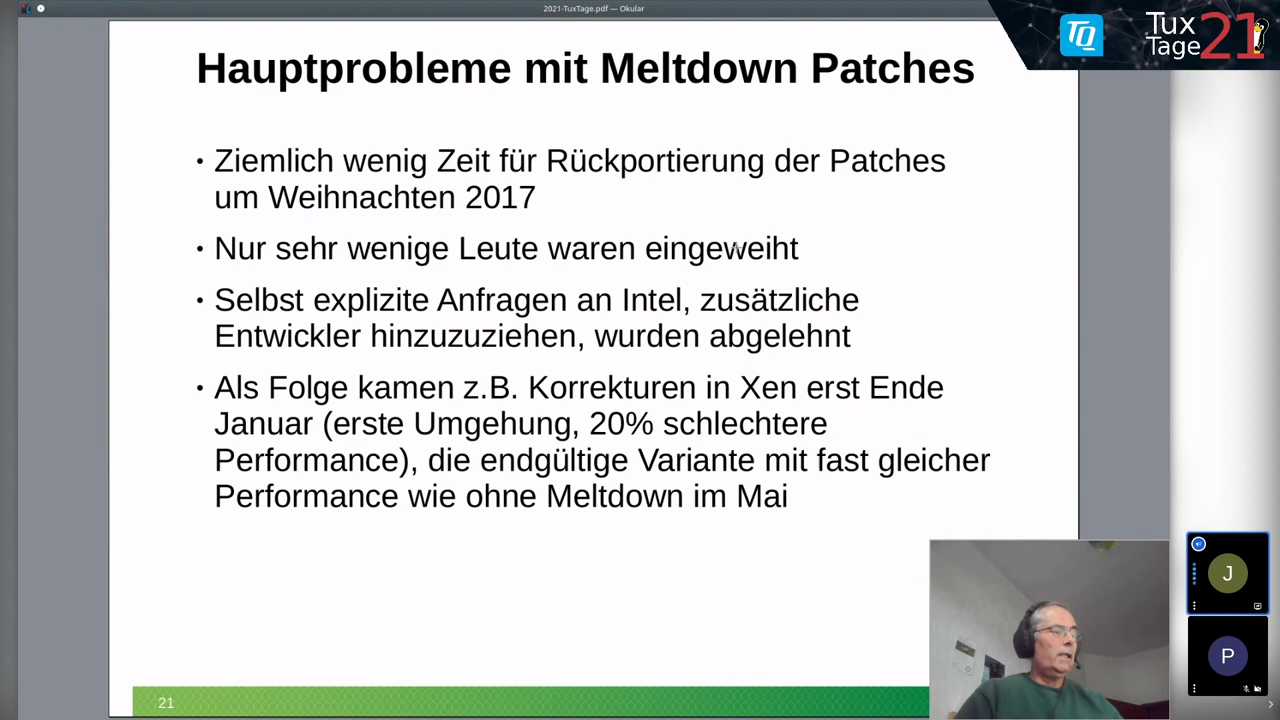 2021-TuxTage.pdf — Okular
TQ
Tux
Tage
21
Hauptprobleme mit Meltdown Patches
• Ziemlich wenig Zeit für Rückportierung der Patches
um Weihnachten 2017
• Nur sehr wenige Leute waren eingeweiht
• Selbst explizite Anfragen an Intel, zusätzliche
Entwickler hinzuzuziehen, wurden abgelehnt
• Als Folge kamen z.B. Korrekturen in Xen erst Ende
Januar (erste Umgehung, 20% schlechtere
Performance), die endgültige Variante mit fast gleicher
Performance wie ohne Meltdown im Mai
J
P
21